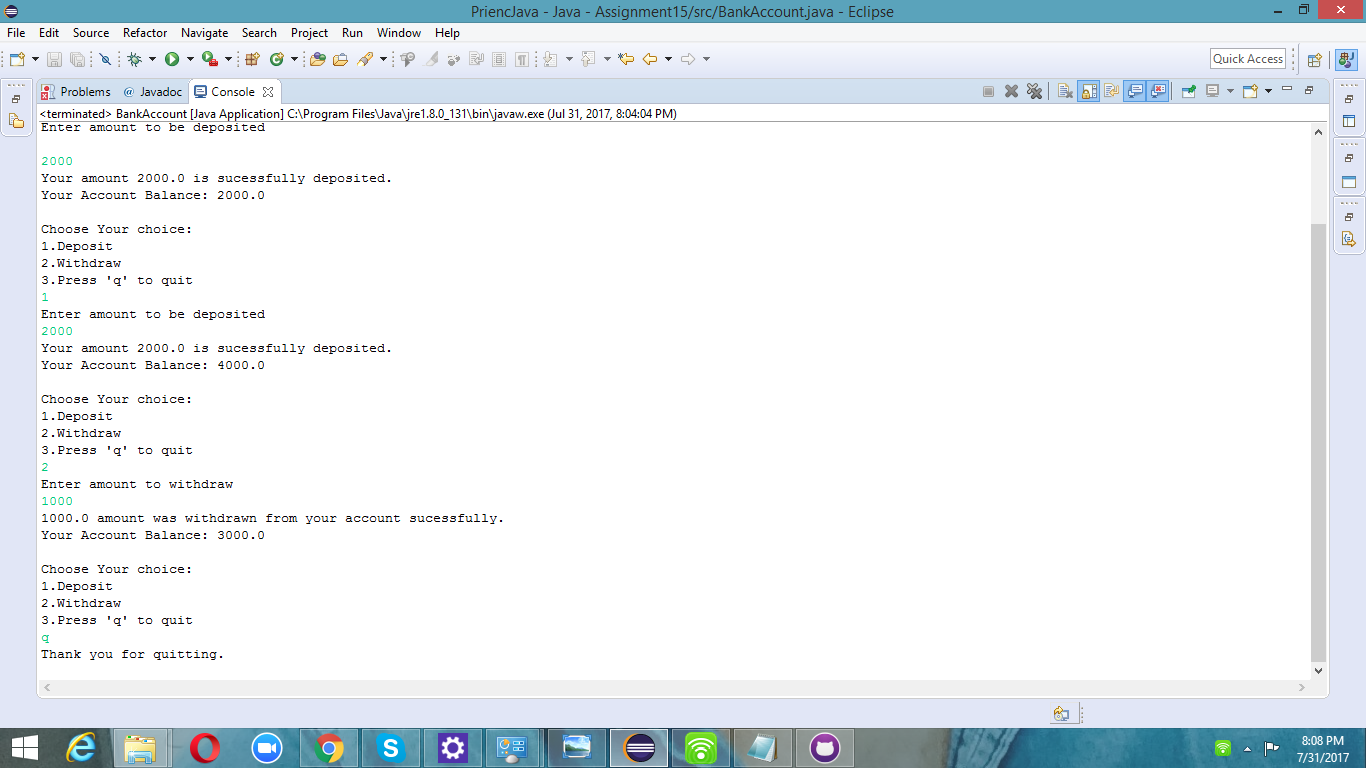 PriencJava - Java - Assignment15/src/BankAccount.java - Eclipse
File Edit Source Refactor Navigate Search Project Run Window Help
Quick Access
Problems @ Javadoc Console
<terminated> BankAccount [Java Application] C:\Program Files\Java\jre1.8.0_131\bin\javaw.exe (Jul 31, 2017, 8:04:04 PM)
Enter amount to be deposited
2000
Your amount 2000.0 is sucessfully deposited.
Your Account Balance: 2000.0
Choose Your choice:
1.Deposit
2.Withdraw
3.Press 'q' to quit
1
Enter amount to be deposited
2000
Your amount 2000.0 is sucessfully deposited.
Your Account Balance: 4000.0
Choose Your choice:
1.Deposit
2.Withdraw
3.Press 'q' to quit
2
Enter amount to withdraw
1000
1000.0 amount was withdrawn from your account sucessfully.
Your Account Balance: 3000.0
Choose Your choice:
1.Deposit
2.Withdraw
3.Press 'q' to quit
q
Thank you for quitting.
8:08 PM
7/31/2017